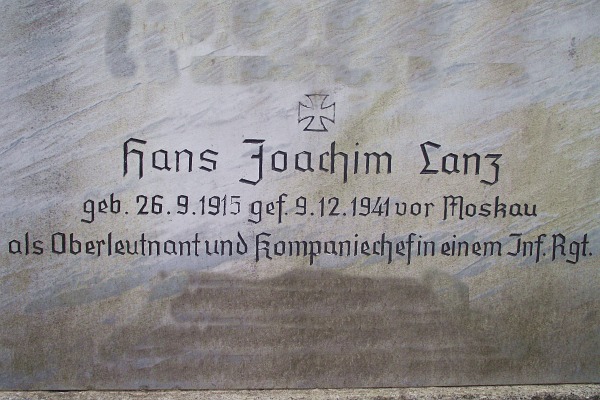 Hans Joachim Lanz
geb. 26.9.1915 gef. 9.12.1941 vor Moskau
als Oberleutnant und Kompaniechef in einem Inf. Rgt.